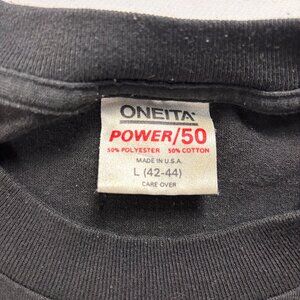 ONEITA
POWER/50
50% POLYESTER 50% COTTON
MADE IN U.S.A.
L (42-44)
CARE OVER